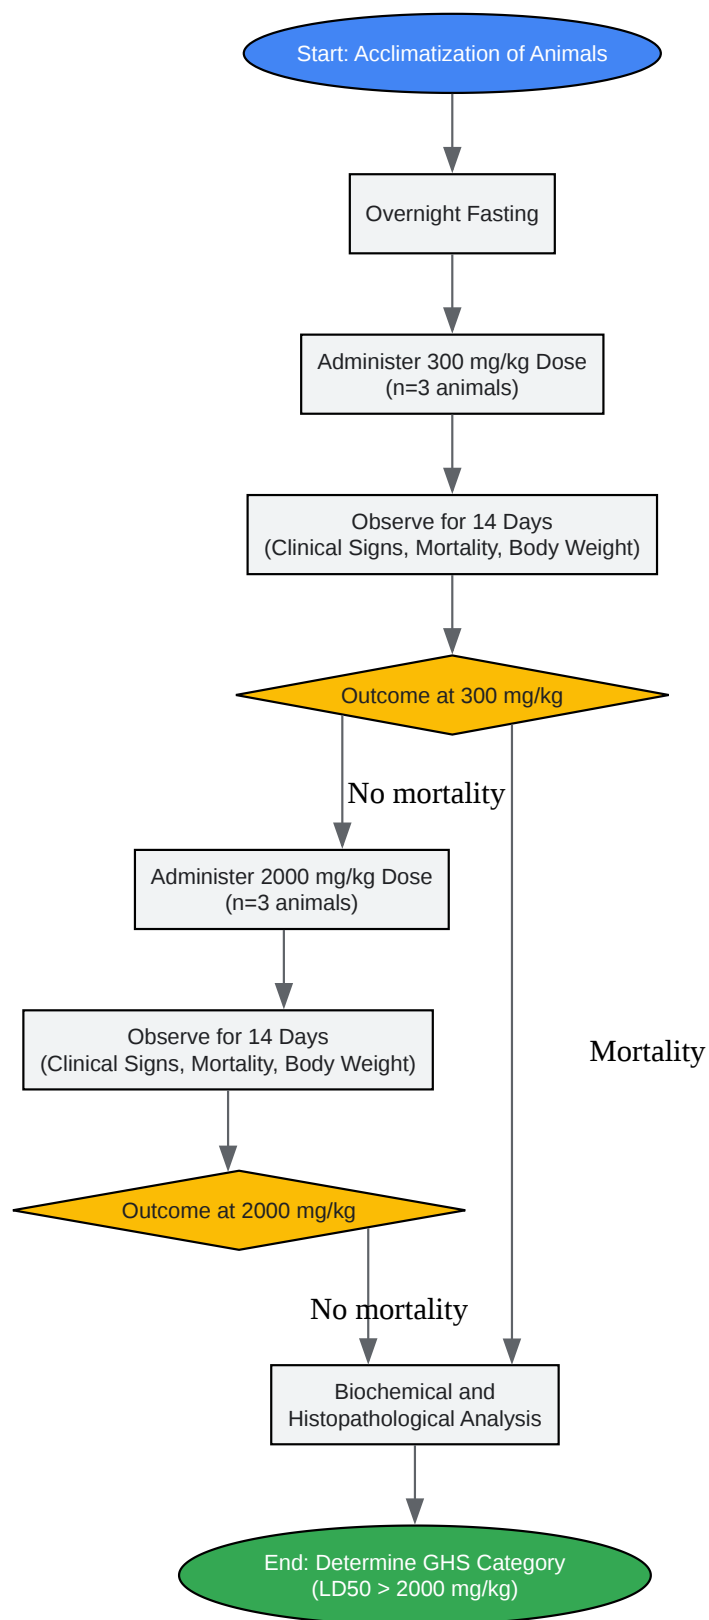 Start: Acclimatization of Animals
Overnight Fasting
Administer 300 mg/kg Dose
(n=3 animals)
Observe for 14 Days
(Clinical Signs, Mortality, Body Weight)
Outcome at 300 mg/kg
No mortality
Administer 2000 mg/kg Dose
(n=3 animals)
Observe for 14 Days
(Clinical Signs, Mortality, Body Weight)
Mortality
Outcome at 2000 mg/kg
No mortality
Biochemical and
Histopathological Analysis
End: Determine GHS Category
(LD50 > 2000 mg/kg)